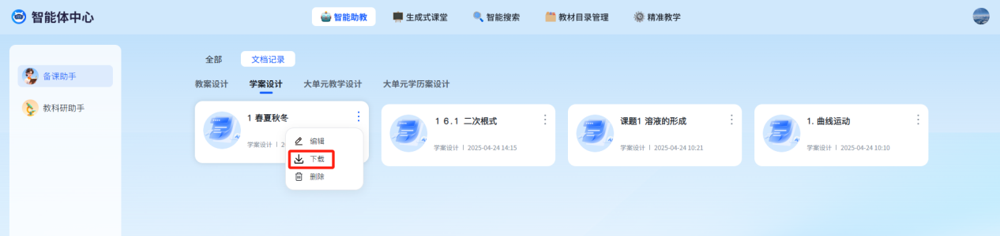 智能体中心 智能助教 生成式课堂 智能搜索 教材目录管理 精准教学
备课助手
教科研助手
全部 文档记录
教案设计 学案设计 大单元教学设计 大单元学历案设计
1 春夏秋冬
学案设计 | 2
编辑
下载
删除
16.1 二次根式
学案设计 | 2025-04-24 14:15
课题1 溶液的形成
学案设计 | 2025-04-24 10:21
1. 曲线运动
学案设计 | 2025-04-24 10:10